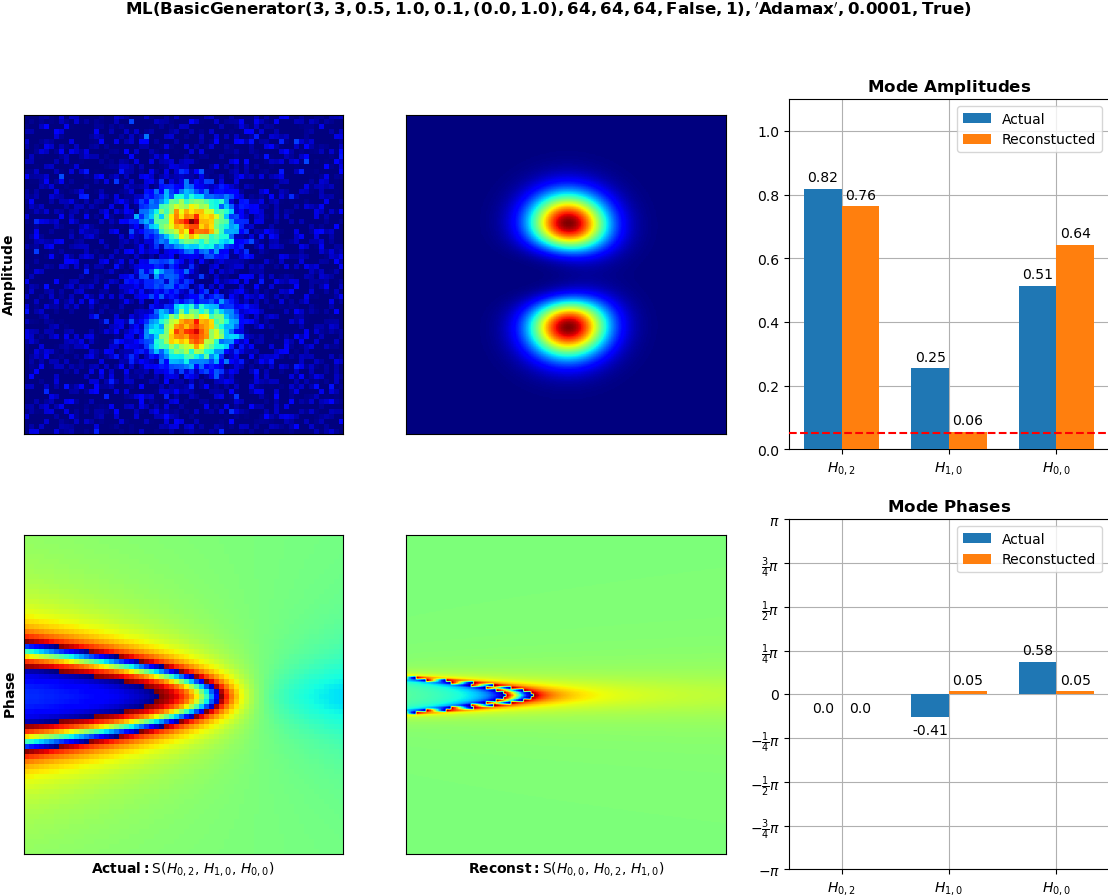 ML(BasicGenerator(3, 3, 0.5, 1.0, 0.1, (0.0, 1.0), 64, 64, 64, False, 1), ′Adamax′, 0.0001, True)
Amplitude
Mode Amplitudes
Actual
Reconstucted
1.0
0.8
0.6
0.4
0.2
0.0
0.82
0.76
0.25
0.06
0.51
0.64
H0,2
H1,0
H0,0
Phase
Actual: S(H0,2, H1,0, H0,0)
Reconst: S(H0,0, H0,2, H1,0)
Mode Phases
Actual
Reconstucted
π
3/4π
1/2π
1/4π
0
−1/4π
−1/2π
−3/4π
−π
0.0
0.0
-0.41
0.05
0.58
0.05
H0,2
H1,0
H0,0